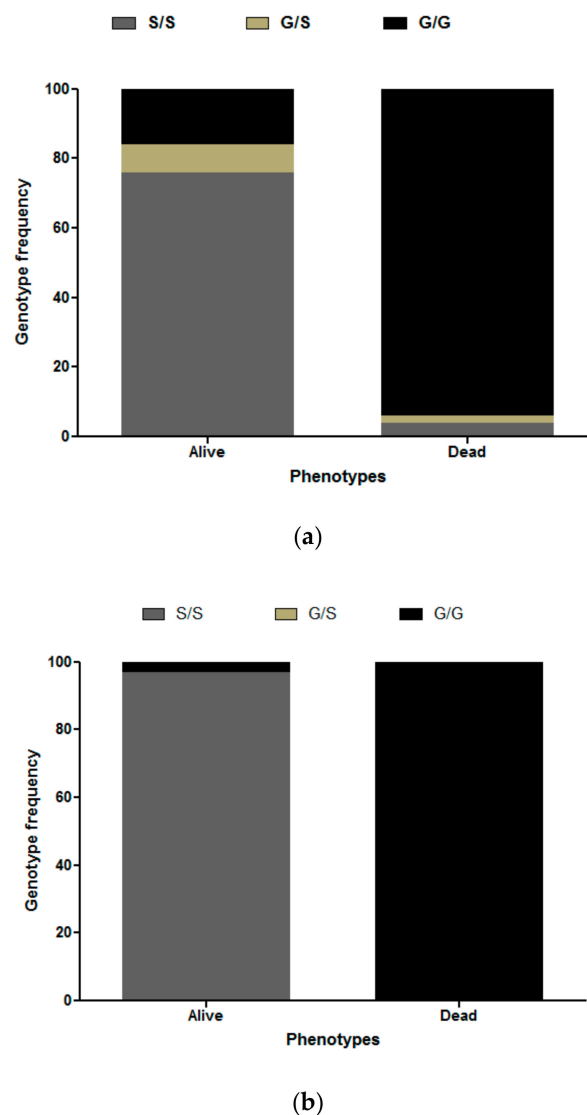 S/S G/S G/G
100
80
60
40
20
0
Genotype frequency
Alive Dead
Phenotypes
(a)
S/S G/S G/G
100
80
60
40
20
0
Genotype frequency
Alive Dead
Phenotypes
(b)